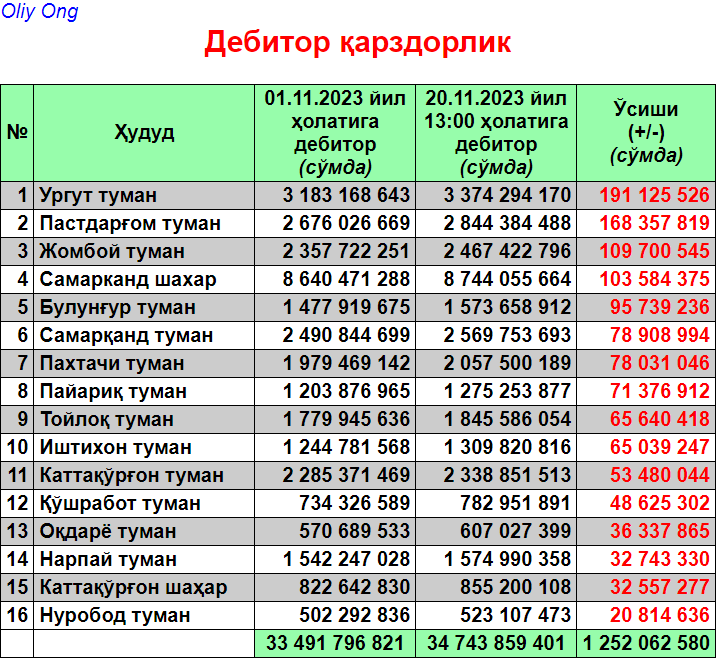 Oliy Ong
Дебитор қарздорлик
№ Ҳудуд 01.11.2023 йил ҳолатига дебитор (сўмда) 20.11.2023 йил 13:00 ҳолатига дебитор (сўмда) Ўсиши (+/-) (сўмда)
1 Ургут туман 3 183 168 643 3 374 294 170 191 125 526
2 Пастдарғом туман 2 676 026 669 2 844 384 488 168 357 819
3 Жомбой туман 2 357 722 251 2 467 422 796 109 700 545
4 Самарканд шахар 8 640 471 288 8 744 055 664 103 584 375
5 Булунғур туман 1 477 919 675 1 573 658 912 95 739 236
6 Самарқанд туман 2 490 844 699 2 569 753 693 78 908 994
7 Пахтачи туман 1 979 469 142 2 057 500 189 78 031 046
8 Пайариқ туман 1 203 876 965 1 275 253 877 71 376 912
9 Тойлоқ туман 1 779 945 636 1 845 586 054 65 640 418
10 Иштихон туман 1 244 781 568 1 309 820 816 65 039 247
11 Каттақўрғон туман 2 285 371 469 2 338 851 513 53 480 044
12 Қўшработ туман 734 326 589 782 951 891 48 625 302
13 Оқдарё туман 570 689 533 607 027 399 36 337 865
14 Нарпай туман 1 542 247 028 1 574 990 358 32 743 330
15 Каттақўрғон шаҳар 822 642 830 855 200 108 32 557 277
16 Нуробод туман 502 292 836 523 107 473 20 814 636
33 491 796 821 34 743 859 401 1 252 062 580